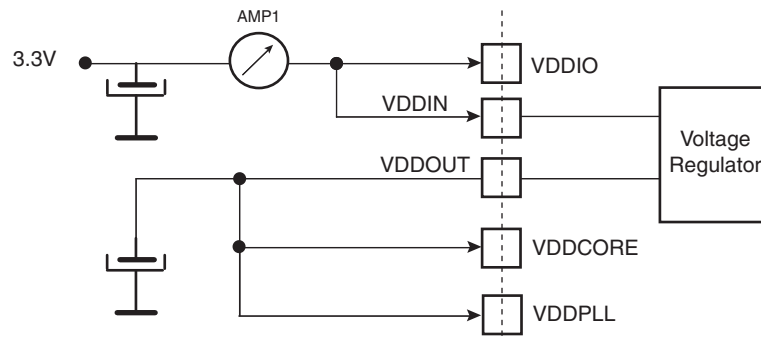 AMP1
3.3V
VDDIO
VDDIN
Voltage
Regulator
VDDOUT
VDDCORE
VDDPLL